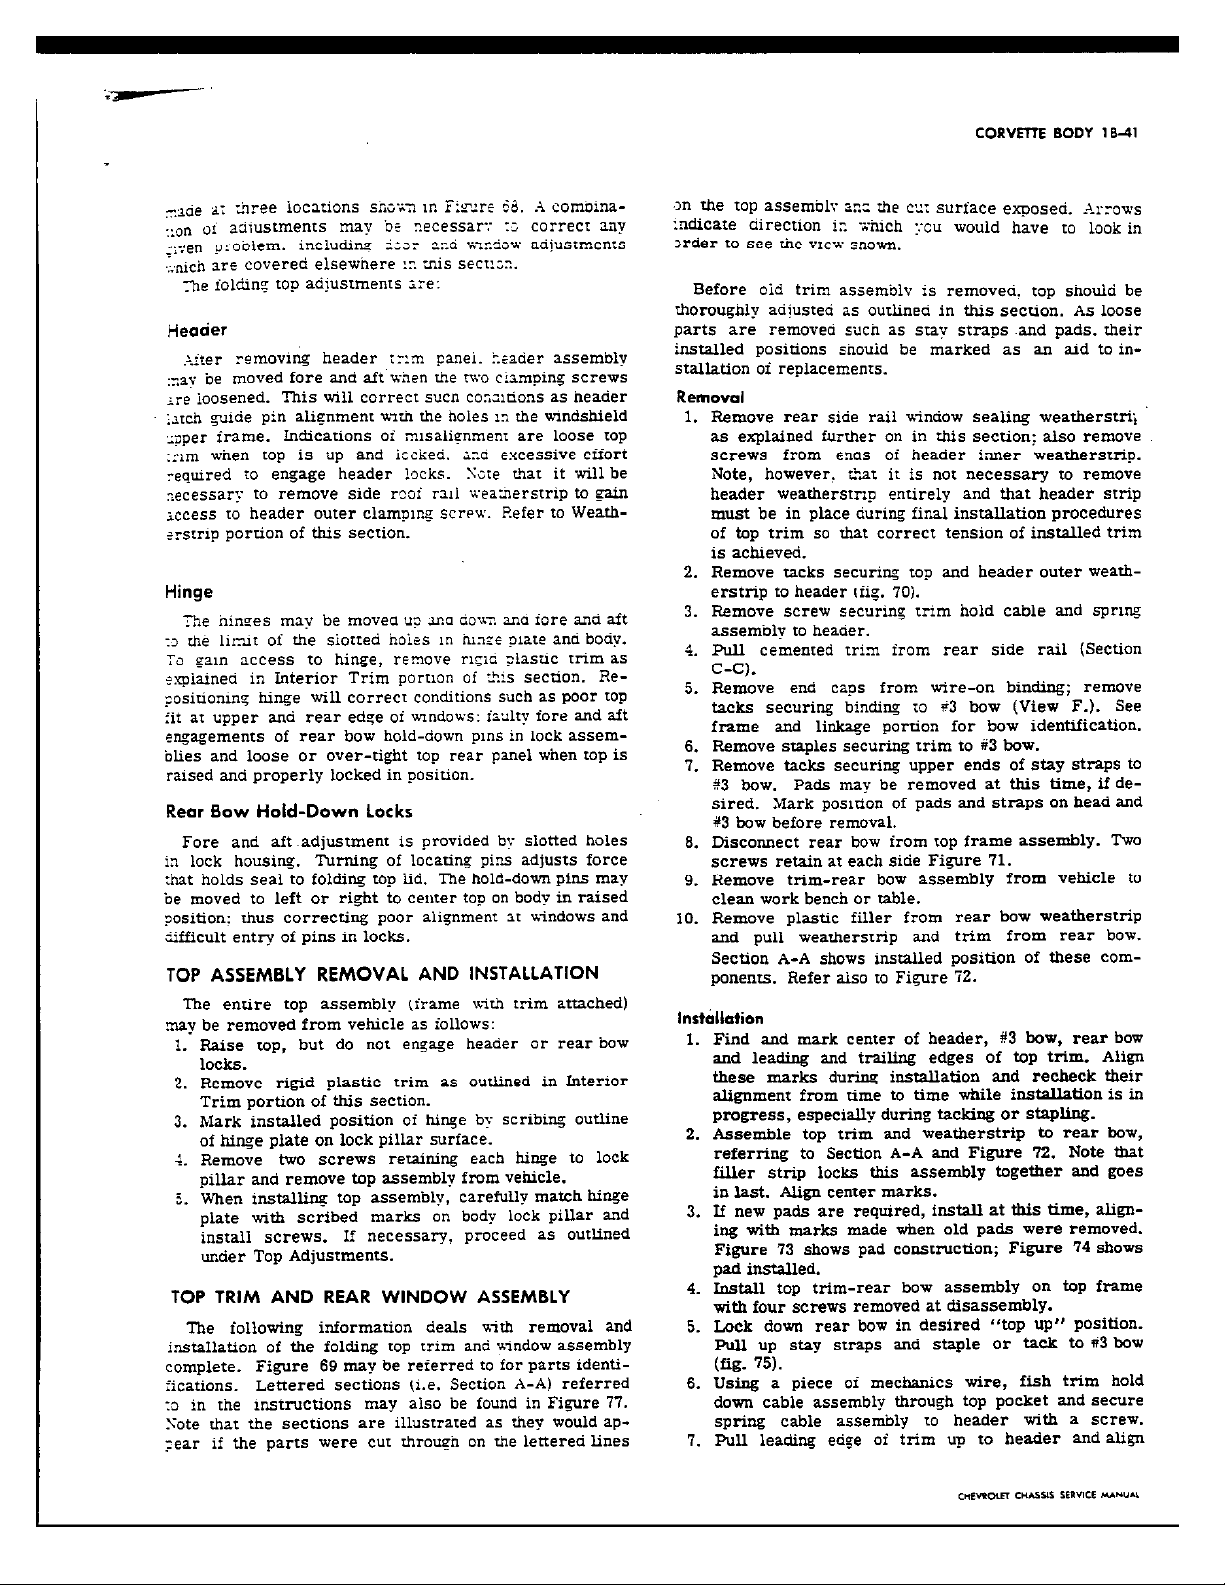 CORVETTE BODY 1B-41
made at three locations shown in Figure 68. A combina-
tion of adjustments may be necessary to correct any
given problem, including door and window adjustments
which are covered elsewhere in this section.
The folding top adjustments are:
Header
After removing header trim panel, header assembly
may be moved fore and aft when the two clamping screws
are loosened. This will correct such conditions as header
latch guide pin alignment with the holes in the windshield
upper frame. Indications of misalignment are loose top
trim when top is up and locked, and excessive effort
required to engage header locks. Note that it will be
necessary to remove side roof rail weatherstrip to gain
access to header outer clamping screw. Refer to Weath-
erstrip portion of this section.
Hinge
The hinges may be moved up and down and fore and aft
to the limit of the slotted holes in hinge plate and body.
To gain access to hinge, remove rigid plastic trim as
explained in Interior Trim portion of this section. Re-
positioning hinge will correct conditions such as poor top
fit at upper and rear edge of windows; faulty fore and aft
engagements of rear bow hold-down pins in lock assem-
blies and loose or over-tight top rear panel when top is
raised and properly locked in position.
Rear Bow Hold-Down Locks
Fore and aft adjustment is provided by slotted holes
in lock housing. Turning of locating pins adjusts force
that holds seal to folding top lid. The hold-down pins may
be moved to left or right to center top on body in raised
position; thus correcting poor alignment at windows and
difficult entry of pins in locks.
TOP ASSEMBLY REMOVAL AND INSTALLATION
The entire top assembly (frame with trim attached)
may be removed from vehicle as follows:
1. Raise top, but do not engage header or rear bow
locks.
2. Remove rigid plastic trim as outlined in Interior
Trim portion of this section.
3. Mark installed position of hinge by scribing outline
of hinge plate on lock pillar surface.
4. Remove two screws retaining each hinge to lock
pillar and remove top assembly from vehicle.
5. When installing top assembly, carefully match hinge
plate with scribed marks on body lock pillar and
install screws. If necessary, proceed as outlined
under Top Adjustments.
TOP TRIM AND REAR WINDOW ASSEMBLY
The following information deals with removal and
installation of the folding top trim and window assembly
complete. Figure 69 may be referred to for parts identi-
fications. Lettered sections (i.e. Section A-A) referred
to in the instructions may also be found in Figure 77.
Note that the sections are illustrated as they would ap-
pear if the parts were cut through on the lettered lines
on the top assembly and the cut surface exposed. Arrows
indicate direction in which you would have to look in
order to see the view shown.
Before old trim assembly is removed, top should be
thoroughly adjusted as outlined in this section. As loose
parts are removed such as stay straps and pads, their
installed positions should be marked as an aid to in-
stallation of replacements.
Removal
1. Remove rear side rail window sealing weatherstrip
as explained further on in this section; also remove
screws from ends of header inner weatherstrip.
Note, however, that it is not necessary to remove
header weatherstrip entirely and that header strip
must be in place during final installation procedures
of top trim so that correct tension of installed trim
is achieved.
2. Remove tacks securing top and header outer weath-
erstrip to header (fig. 70).
3. Remove screw securing trim hold cable and spring
assembly to header.
4. Pull cemented trim from rear side rail (Section
C-C).
5. Remove end caps from wire-on binding; remove
tacks securing binding to #3 bow (View F.). See
frame and linkage portion for bow identification.
6. Remove staples securing trim to #3 bow.
7. Remove tacks securing upper ends of stay straps to
#3 bow. Pads may be removed at this time, if de-
sired. Mark position of pads and straps on head and
#3 bow before removal.
8. Disconnect rear bow from top frame assembly. Two
screws retain at each side Figure 71.
9. Remove trim-rear bow assembly from vehicle to
clean work bench or table.
10. Remove plastic filler from rear bow weatherstrip
and pull weatherstrip and trim from rear bow.
Section A-A shows installed position of these com-
ponents. Refer also to Figure 72.
Installation
1. Find and mark center of header, #3 bow, rear bow
and leading and trailing edges of top trim. Align
these marks during installation and recheck their
alignment from time to time while installation is in
progress, especially during tacking or stapling.
2. Assemble top trim and weatherstrip to rear bow,
referring to Section A-A and Figure 72. Note that
filler strip locks this assembly together and goes
in last. Align center marks.
3. If new pads are required, install at this time, align-
ing with marks made when old pads were removed.
Figure 73 shows pad construction; Figure 74 shows
pad installed.
4. Install top trim-rear bow assembly on top frame
with four screws removed at disassembly.
5. Lock down rear bow in desired "top up" position.
Pull up stay straps and staple or tack to #3 bow
(fig. 75).
6. Using a piece of mechanics wire, fish trim hold
down cable assembly through top pocket and secure
spring cable assembly to header with a screw.
7. Pull leading edge of trim up to header and align
CHEVROLET CHASSIS SERVICE MANUAL